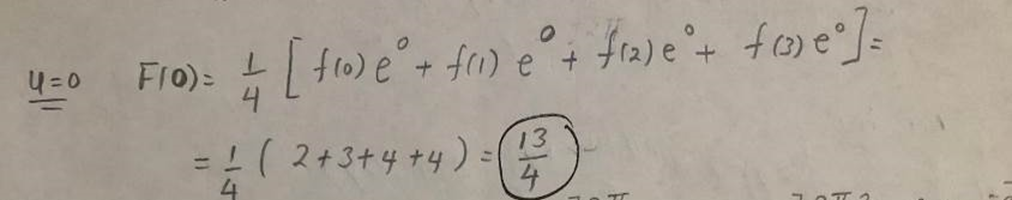 u=0 F(0)= 1/4 [ f(0) e^0 + f(1) e^0 + f(2) e^0 + f(3) e^0 ] =
= 1/4 ( 2+3+4+4 ) = 13/4